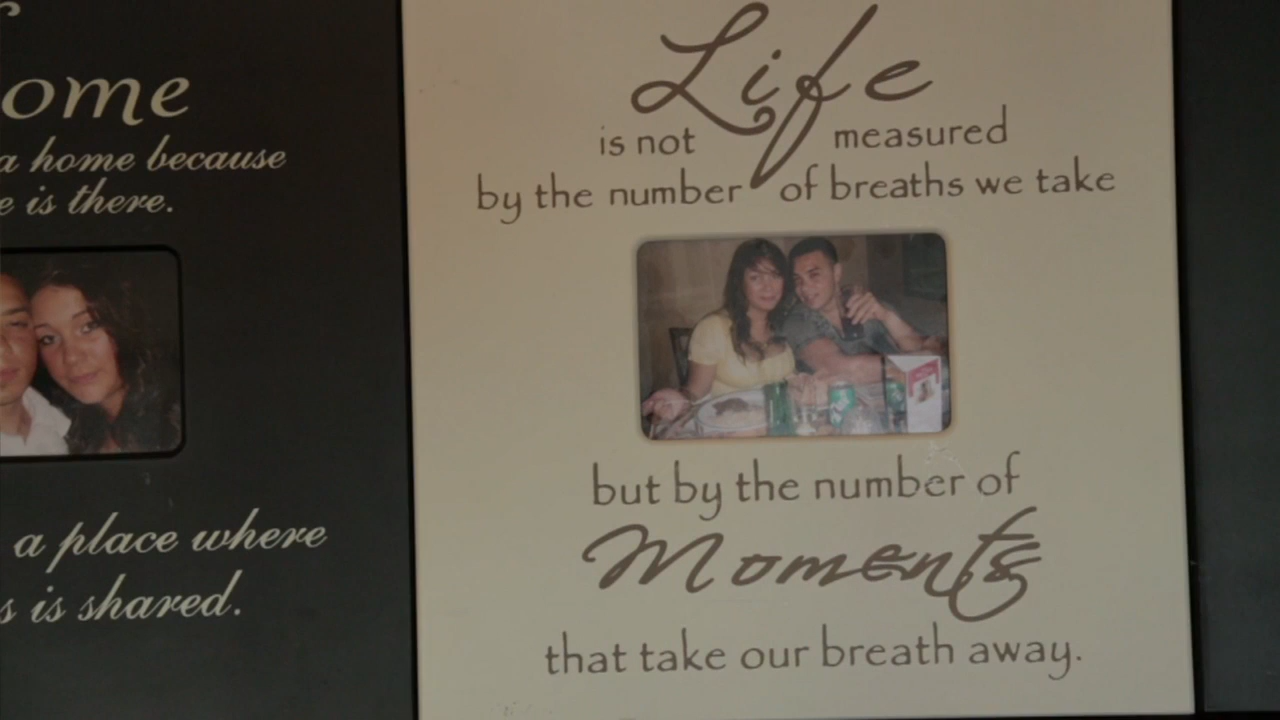 ome
a home because
is there.
a place where
is shared.
Life
is not measured
by the number of breaths we take
but by the number of
Moments
that take our breath away.